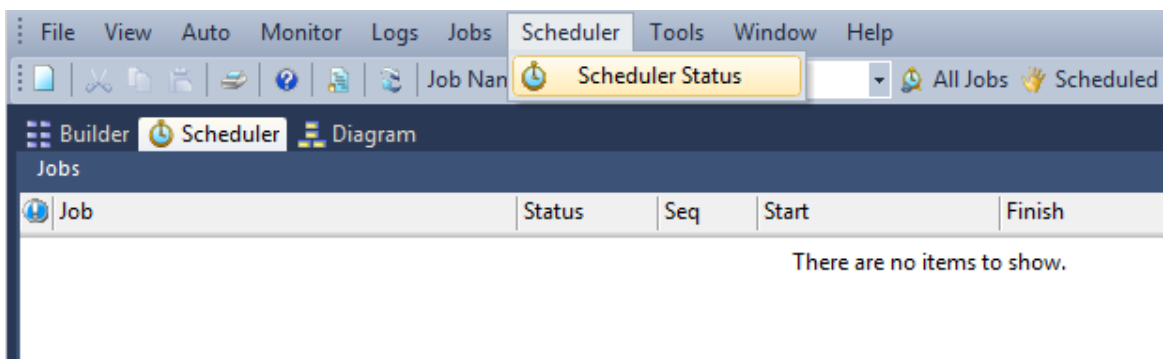 File View Auto Monitor Logs Jobs Scheduler Tools Window Help
Job Nan Scheduler Status All Jobs Scheduled
Builder Scheduler Diagram
Jobs
Job Status Seq Start Finish
There are no items to show.